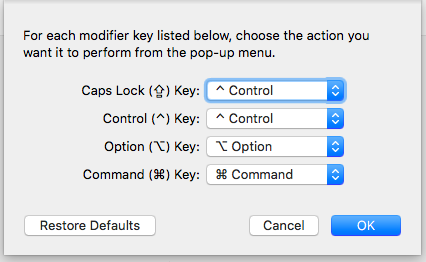 For each modifier key listed below, choose the action you
want it to perform from the pop-up menu.
Caps Lock (⇪) Key: ⌃ Control
Control (⌃) Key: ⌃ Control
Option (⌥) Key: ⌥ Option
Command (⌘) Key: ⌘ Command
Restore Defaults Cancel OK